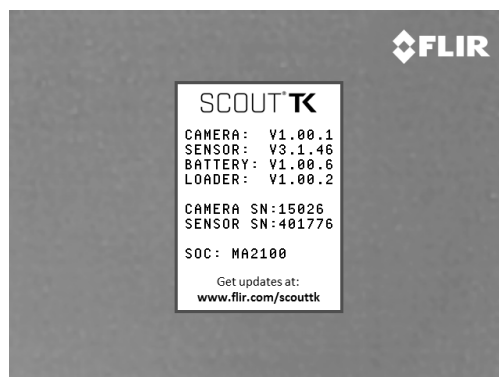 FLIR
SCOUT TK
CAMERA: V1.00.1
SENSOR: V3.1.46
BATTERY: V1.00.6
LOADER: V1.00.2
CAMERA SN:15026
SENSOR SN:401776
SOC: MA2100
Get updates at:
www.flir.com/scouttk